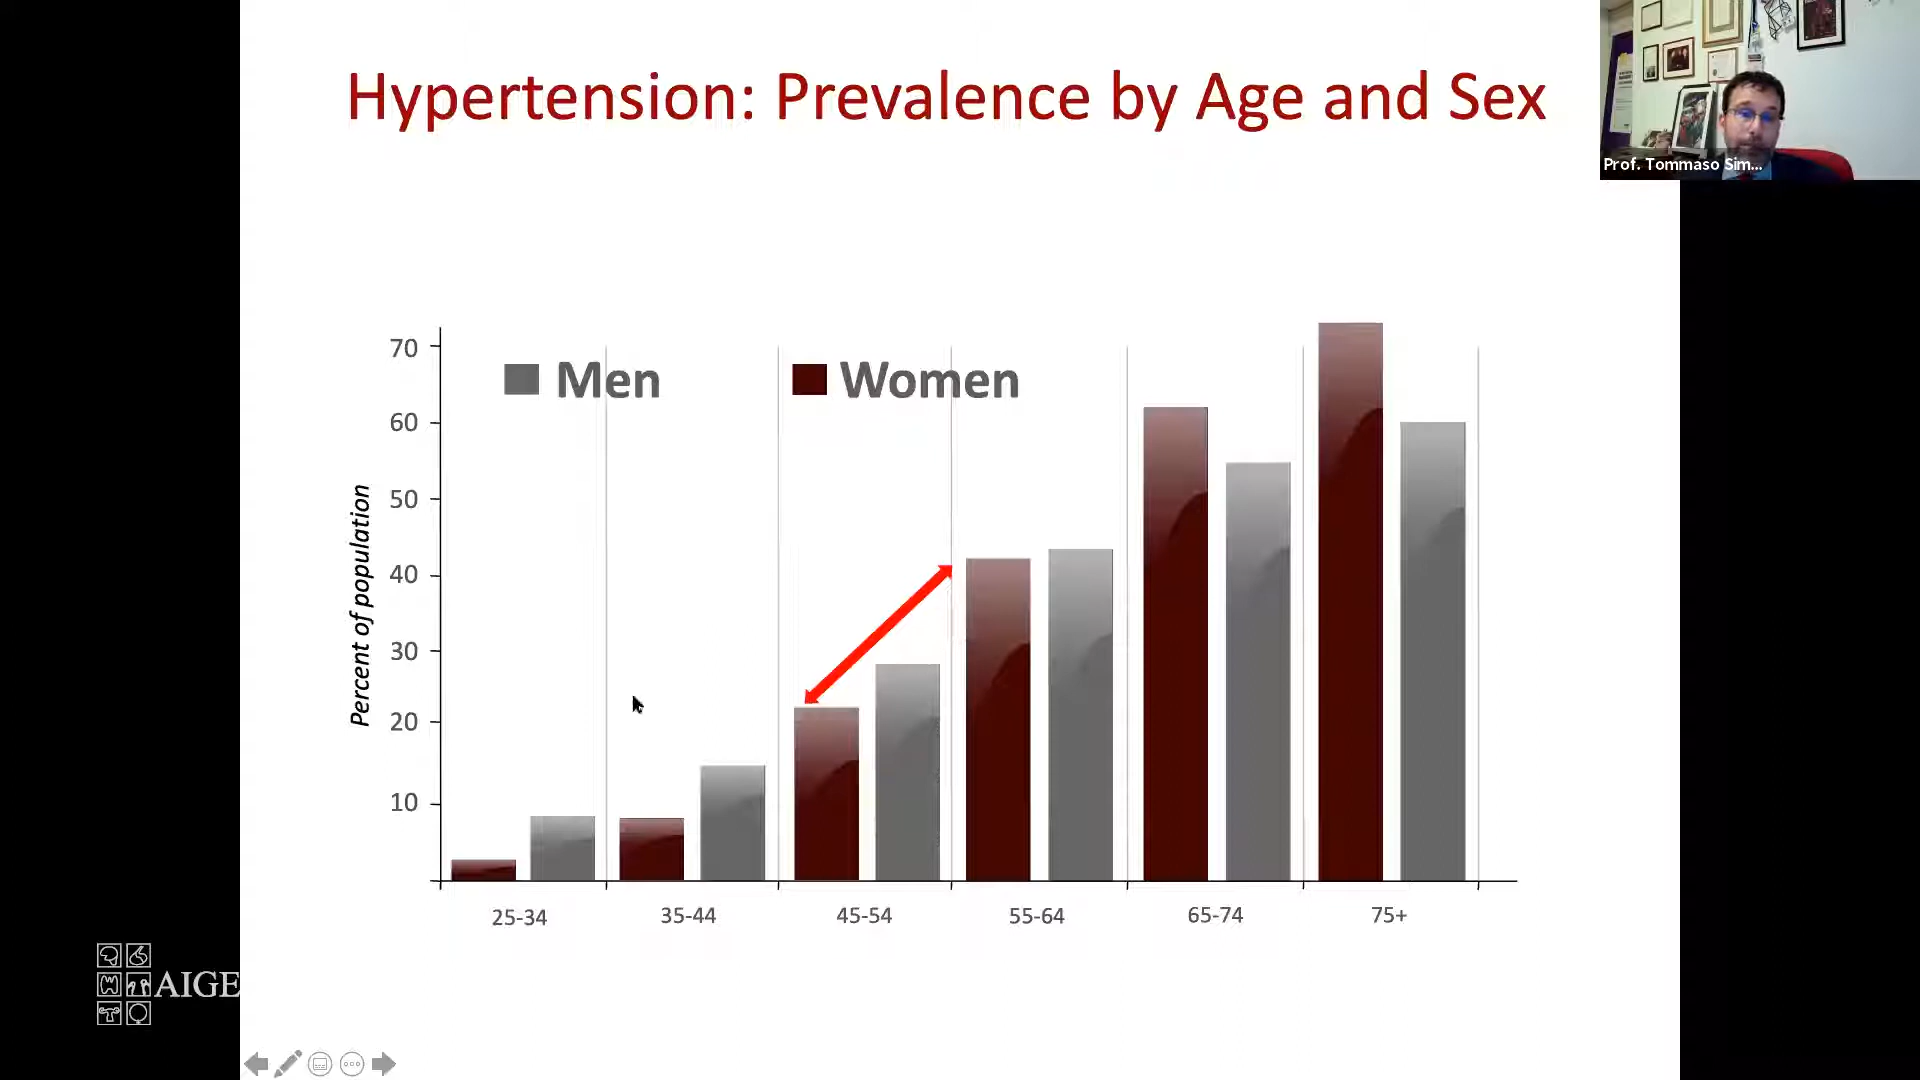 Hypertension: Prevalence by Age and Sex
Prof. Tommaso Sim...
Men
Women
Percent of population
70
60
50
40
30
20
10
25-34
35-44
45-54
55-64
65-74
75+
AIGE